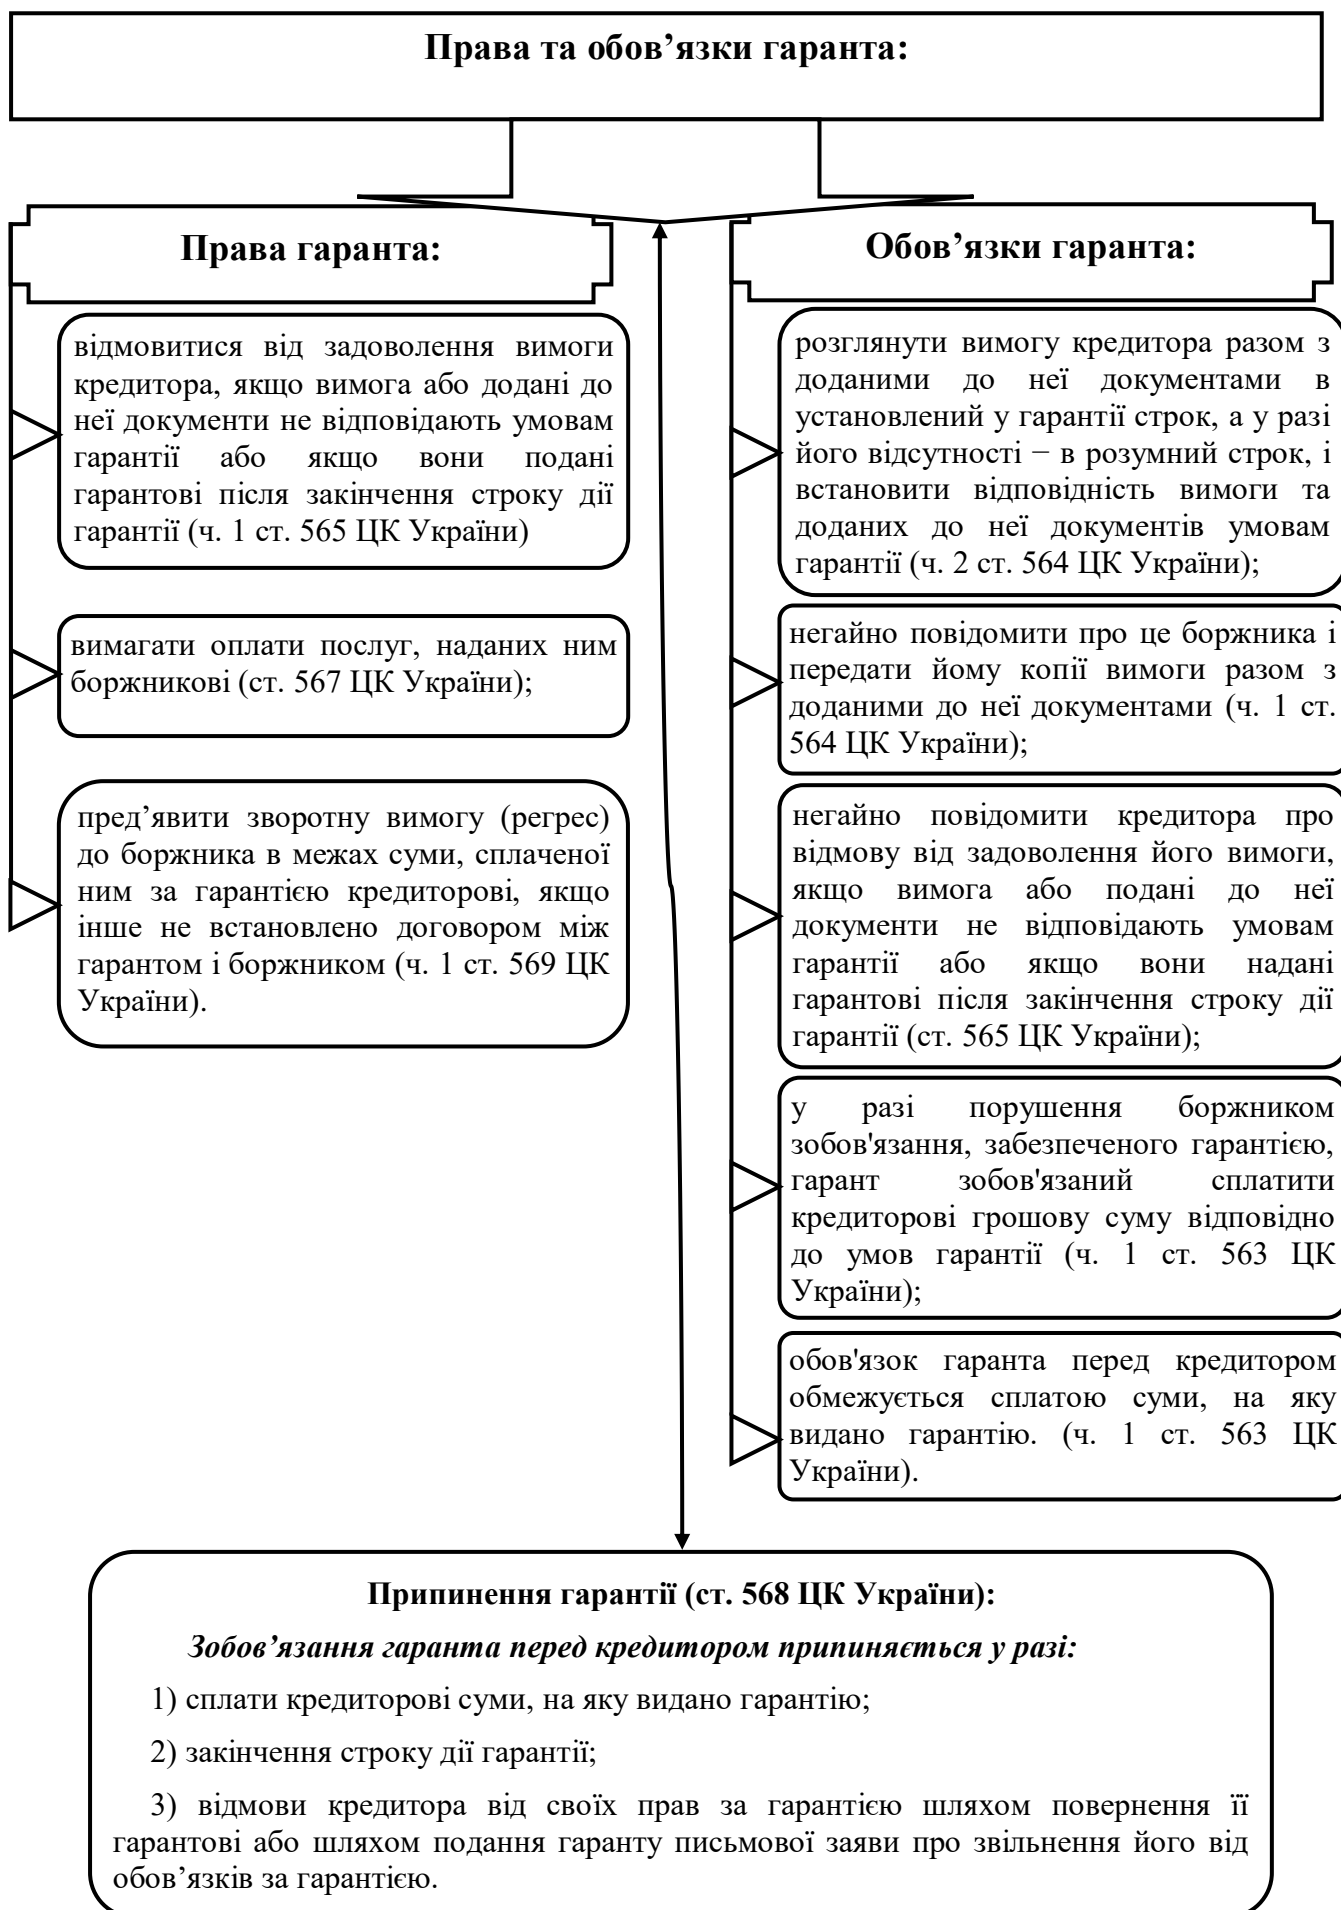 Права та обов’язки гаранта:
Права гаранта:
відмовитися від задоволення вимоги
кредитора, якщо вимога або додані до
неї документи не відповідають умовам
гарантії або якщо вони подані
гарантові після закінчення строку дії
гарантії (ч. 1 ст. 565 ЦК України)
вимагати оплати послуг, наданих ним
боржникові (ст. 567 ЦК України);
пред’явити зворотну вимогу (регрес)
до боржника в межах суми, сплаченої
ним за гарантією кредиторові, якщо
інше не встановлено договором між
гарантом і боржником (ч. 1 ст. 569 ЦК
України).
Обов’язки гаранта:
розглянути вимогу кредитора разом з
доданими до неї документами в
установлений у гарантії строк, а у разі
його відсутності − в розумний строк, і
встановити відповідність вимоги та
доданих до неї документів умовам
гарантії (ч. 2 ст. 564 ЦК України);
негайно повідомити про це боржника і
передати йому копії вимоги разом з
доданими до неї документами (ч. 1 ст.
564 ЦК України);
негайно повідомити кредитора про
відмову від задоволення його вимоги,
якщо вимога або подані до неї
документи не відповідають умовам
гарантії або якщо вони надані
гарантові після закінчення строку дії
гарантії (ст. 565 ЦК України);
у разі порушення боржником
зобов'язання, забезпеченого гарантією,
гарант зобов'язаний сплатити
кредиторові грошову суму відповідно
до умов гарантії (ч. 1 ст. 563 ЦК
України);
обов'язок гаранта перед кредитором
обмежується сплатою суми, на яку
видано гарантію. (ч. 1 ст. 563 ЦК
України).
Припинення гарантії (ст. 568 ЦК України):
Зобов’язання гаранта перед кредитором припиняється у разі:
1) сплати кредиторові суми, на яку видано гарантію;
2) закінчення строку дії гарантії;
3) відмови кредитора від своїх прав за гарантією шляхом повернення її
гарантові або шляхом подання гаранту письмової заяви про звільнення його від
обов’язків за гарантією.